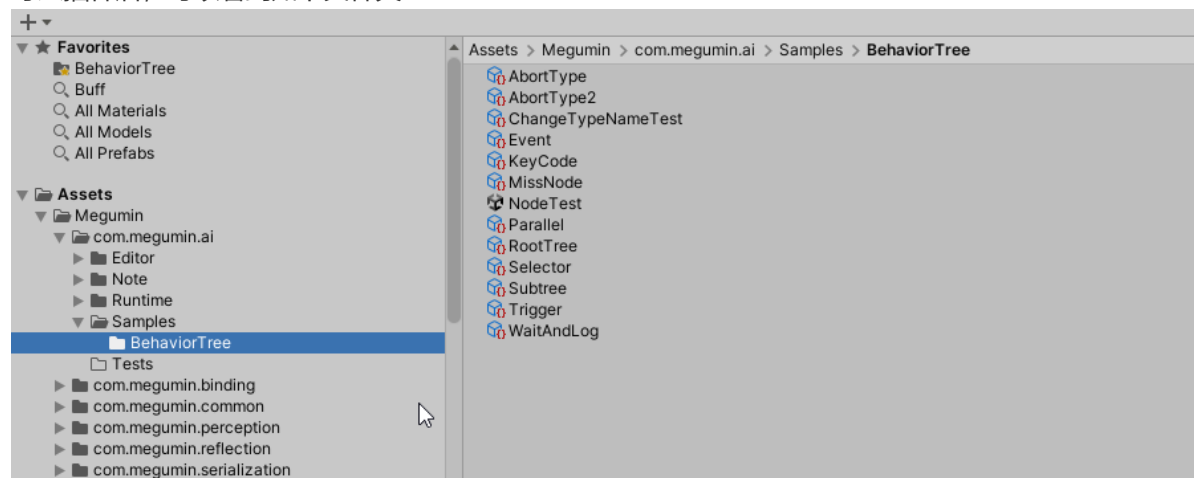 Favorites
BehaviorTree
Buff
All Materials
All Models
All Prefabs
Assets
Megumin
com.megumin.ai
Editor
Note
Runtime
Samples
BehaviorTree
Tests
com.megumin.binding
com.megumin.common
com.megumin.perception
com.megumin.reflection
com.megumin.serialization
Assets > Megumin > com.megumin.ai > Samples > BehaviorTree
AbortType
AbortType2
ChangeTypeNameTest
Event
KeyCode
MissNode
NodeTest
Parallel
RootTree
Selector
Subtree
Trigger
WaitAndLog